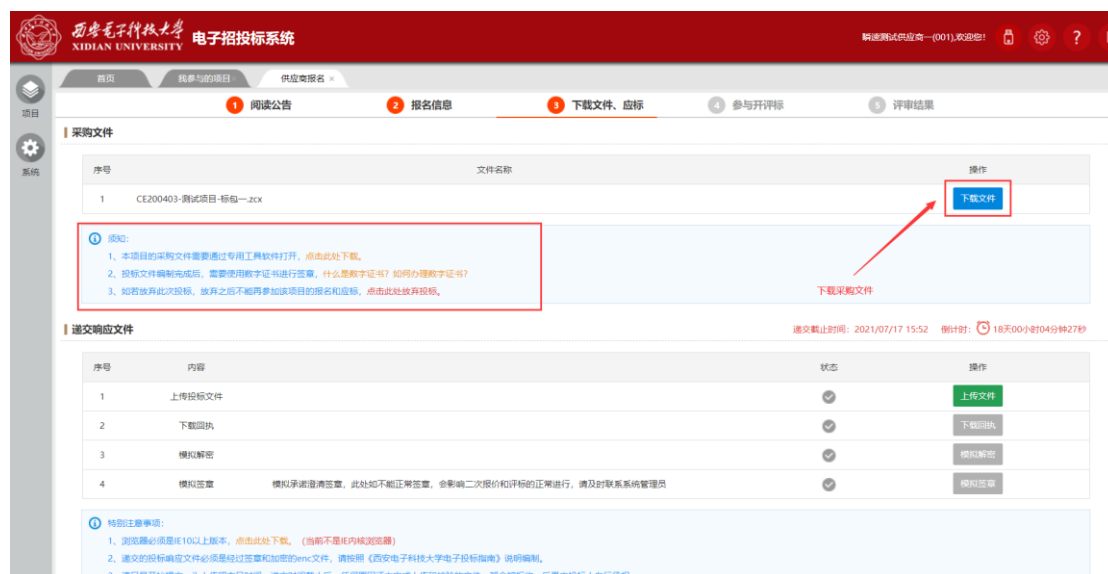 西安电子科技大学
XIDIAN UNIVERSITY
电子招投标系统
瞬速测试供应商一(001),欢迎您!
?
首页 我参与的项目 × 供应商报名 ×
项目
系统
1 阅读公告 2 报名信息 3 下载文件、应标 4 参与开评标 5 评审结果
采购文件
序号 文件名称 操作
1 CE200403-测试项目-标包一.zcx 下载文件
须知:
1、本项目的采购文件需要通过专用工具软件打开，点击此处下载。
2、投标文件编制完成后，需要使用数字证书进行签章，什么是数字证书？如何办理数字证书？
3、如若放弃此次投标，放弃之后不能再参加该项目的报名和应标，点击此处放弃投标。
下载采购文件
递交响应文件
递交截止时间：2021/07/17 15:52 倒计时： 18天00小时04分钟27秒
序号 内容 状态 操作
1 上传投标文件 上传文件
2 下载回执 下载回执
3 模拟解密 模拟解密
4 模拟签章 模拟承诺澄清签章，此处如不能正常签章，会影响二次报价和评标的正常进行，请及时联系系统管理员 模拟签章
特别注意事项:
1、浏览器必须是IE10以上版本，点击此处下载。（当前不是IE内核浏览器）
2、递交的投标响应文件必须是经过签章和加密的enc文件，请按照《西安电子科技大学电子投标指南》说明编制。